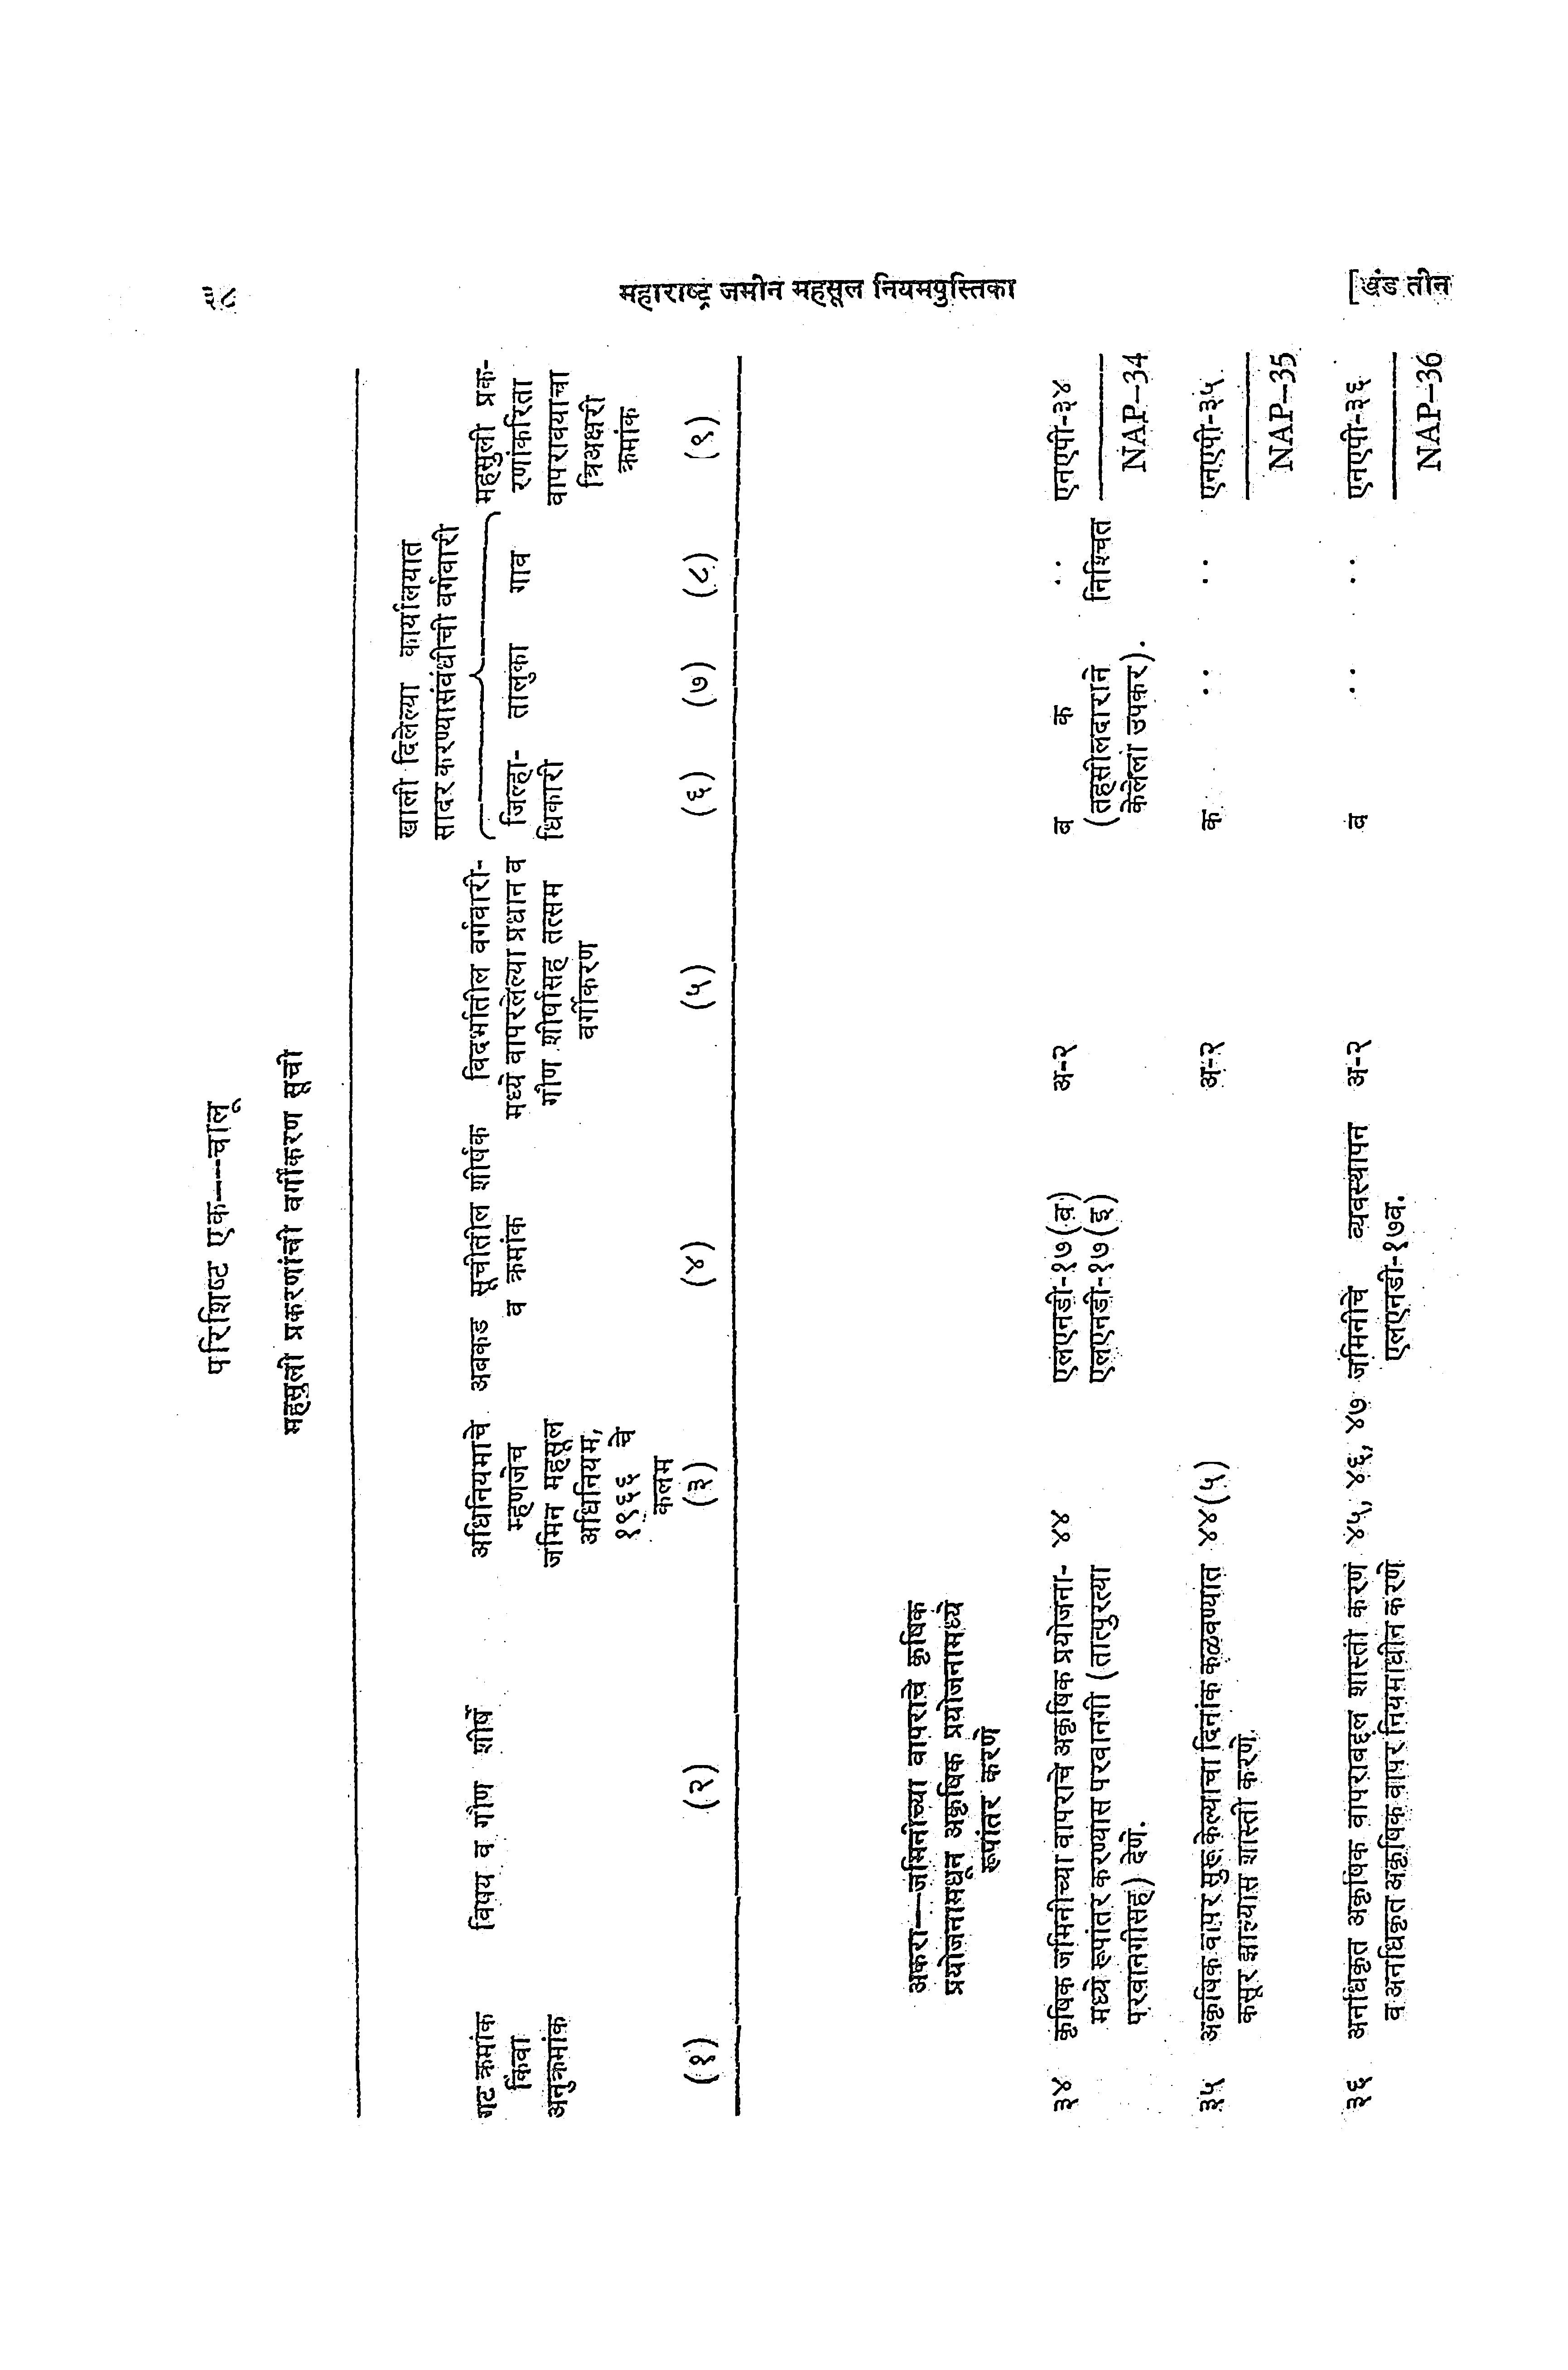 ३८
महाराष्ट्र जमीन महसूल नियमपुस्तिका
[खंड तीन
परिशिष्ट एक---चालू
महसुली प्रकरणांची वर्गीकरण सूची
गट क्रमांक
किंवा
अनुक्रमांक
विषय व गौण शीर्षे
अधिनियमाचे
म्हणजेच
जमिन महसूल
अधिनियम,
१९६६ चे
कलम
अबकड सूचीतील शीर्षक
व क्रमांक
विदर्भातील वर्गवारी-
मध्ये वापरलेल्या प्रधान व
गौण शीर्षासह तत्सम
वर्गीकरण
खाली दिलेल्या कार्यालयात
सादर करण्यासंबंधीची वर्गवारी
जिल्हा-
धिकारी
तालुका
गाव
महसुली प्रक-
रणांकरिता
वापरावयाचा
त्रिअक्षरी
क्रमांक
(१) (२) (३) (४) (५) (६) (७) (८) (९)
अकरा--जमिनीच्या वापराचे कृषिक
प्रयोजनामधून अकृषिक प्रयोजनामध्ये
रूपांतर करणे
३४ कृषिक जमिनीच्या वापराचे अकृषिक प्रयोजना- ४४ एलएनडी-१७(ब) अ-२ ब क .. एनएपी-३४
मध्ये रूपांतर करण्यास परवानगी (तात्पुरत्या एलएनडी-१७(इ) (तहसीलदाराने निश्चित
परवानगीसह) देणे. केलेला उपकर). NAP-34
३५ अकृषिक वापर सुरू केल्याचा दिनांक कळवण्यात ४४(५) अ-२ क .. .. एनएपी-३५
कसूर झाल्यास शास्ती करणे. NAP-35
३६ अनधिकृत अकृषिक वापराबद्दल शास्ती करणे ४५, ४६, ४७ जमिनीचे व्यवस्थापन अ-२ ब .. .. एनएपी-३६
व अनधिकृत अकृषिक वापर नियमाधीन करणे एलएनडी-१७ब. NAP-36